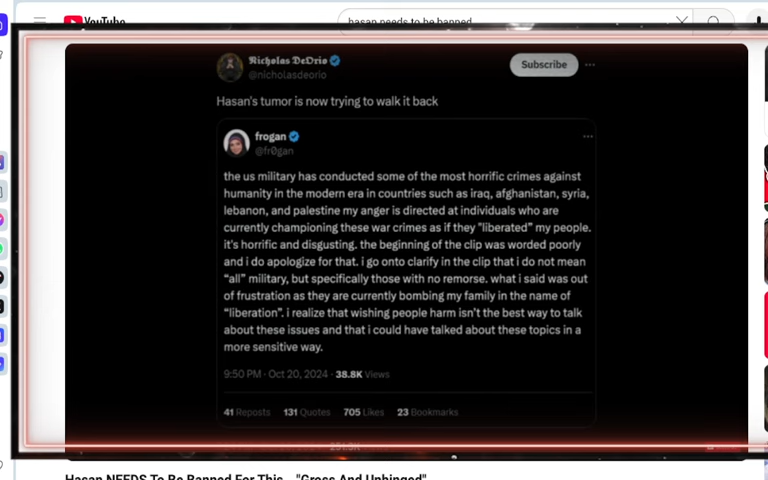 YouTube
hasan needs to be banned
Nicholas DeOrio
@nicholasdeorio
Subscribe
Hasan's tumor is now trying to walk it back
frogan
@fr0gan
the us military has conducted some of the most horrific crimes against
humanity in the modern era in countries such as iraq, afghanistan, syria,
lebanon, and palestine my anger is directed at individuals who are
currently championing these war crimes as if they "liberated" my people.
it's horrific and disgusting. the beginning of the clip was worded poorly
and i do apologize for that. i go onto clarify in the clip that i do not mean
"all" military, but specifically those with no remorse. what i said was out
of frustration as they are currently bombing my family in the name of
"liberation". i realize that wishing people harm isn't the best way to talk
about these issues and that i could have talked about these topics in a
more sensitive way.
9:50 PM · Oct 20, 2024 · 38.8K Views
41 Reposts 131 Quotes 705 Likes 23 Bookmarks
Hasan NEEDS To Be Banned For This... "Gross And Unhinged"